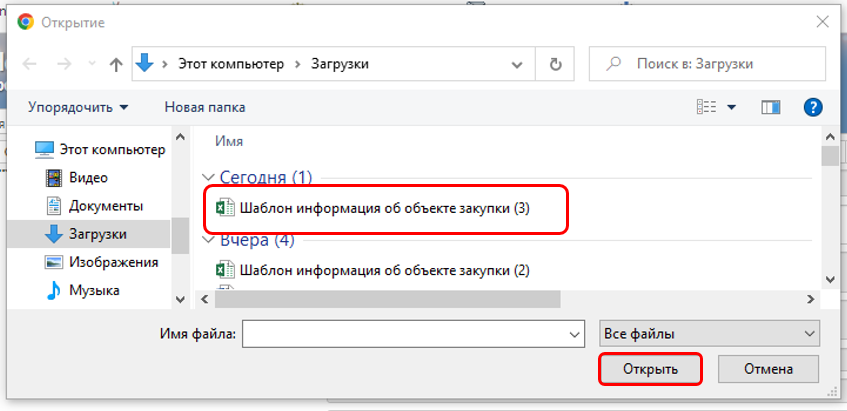 Открытие
Этот компьютер
Загрузки
Поиск в: Загрузки
Упорядочить
Новая папка
Имя
Этот компьютер
Видео
Документы
Загрузки
Изображения
Музыка
Сегодня (1)
Шаблон информация об объекте закупки (3)
Вчера (4)
Шаблон информация об объекте закупки (2)
Имя файла:
Все файлы
Открыть
Отмена